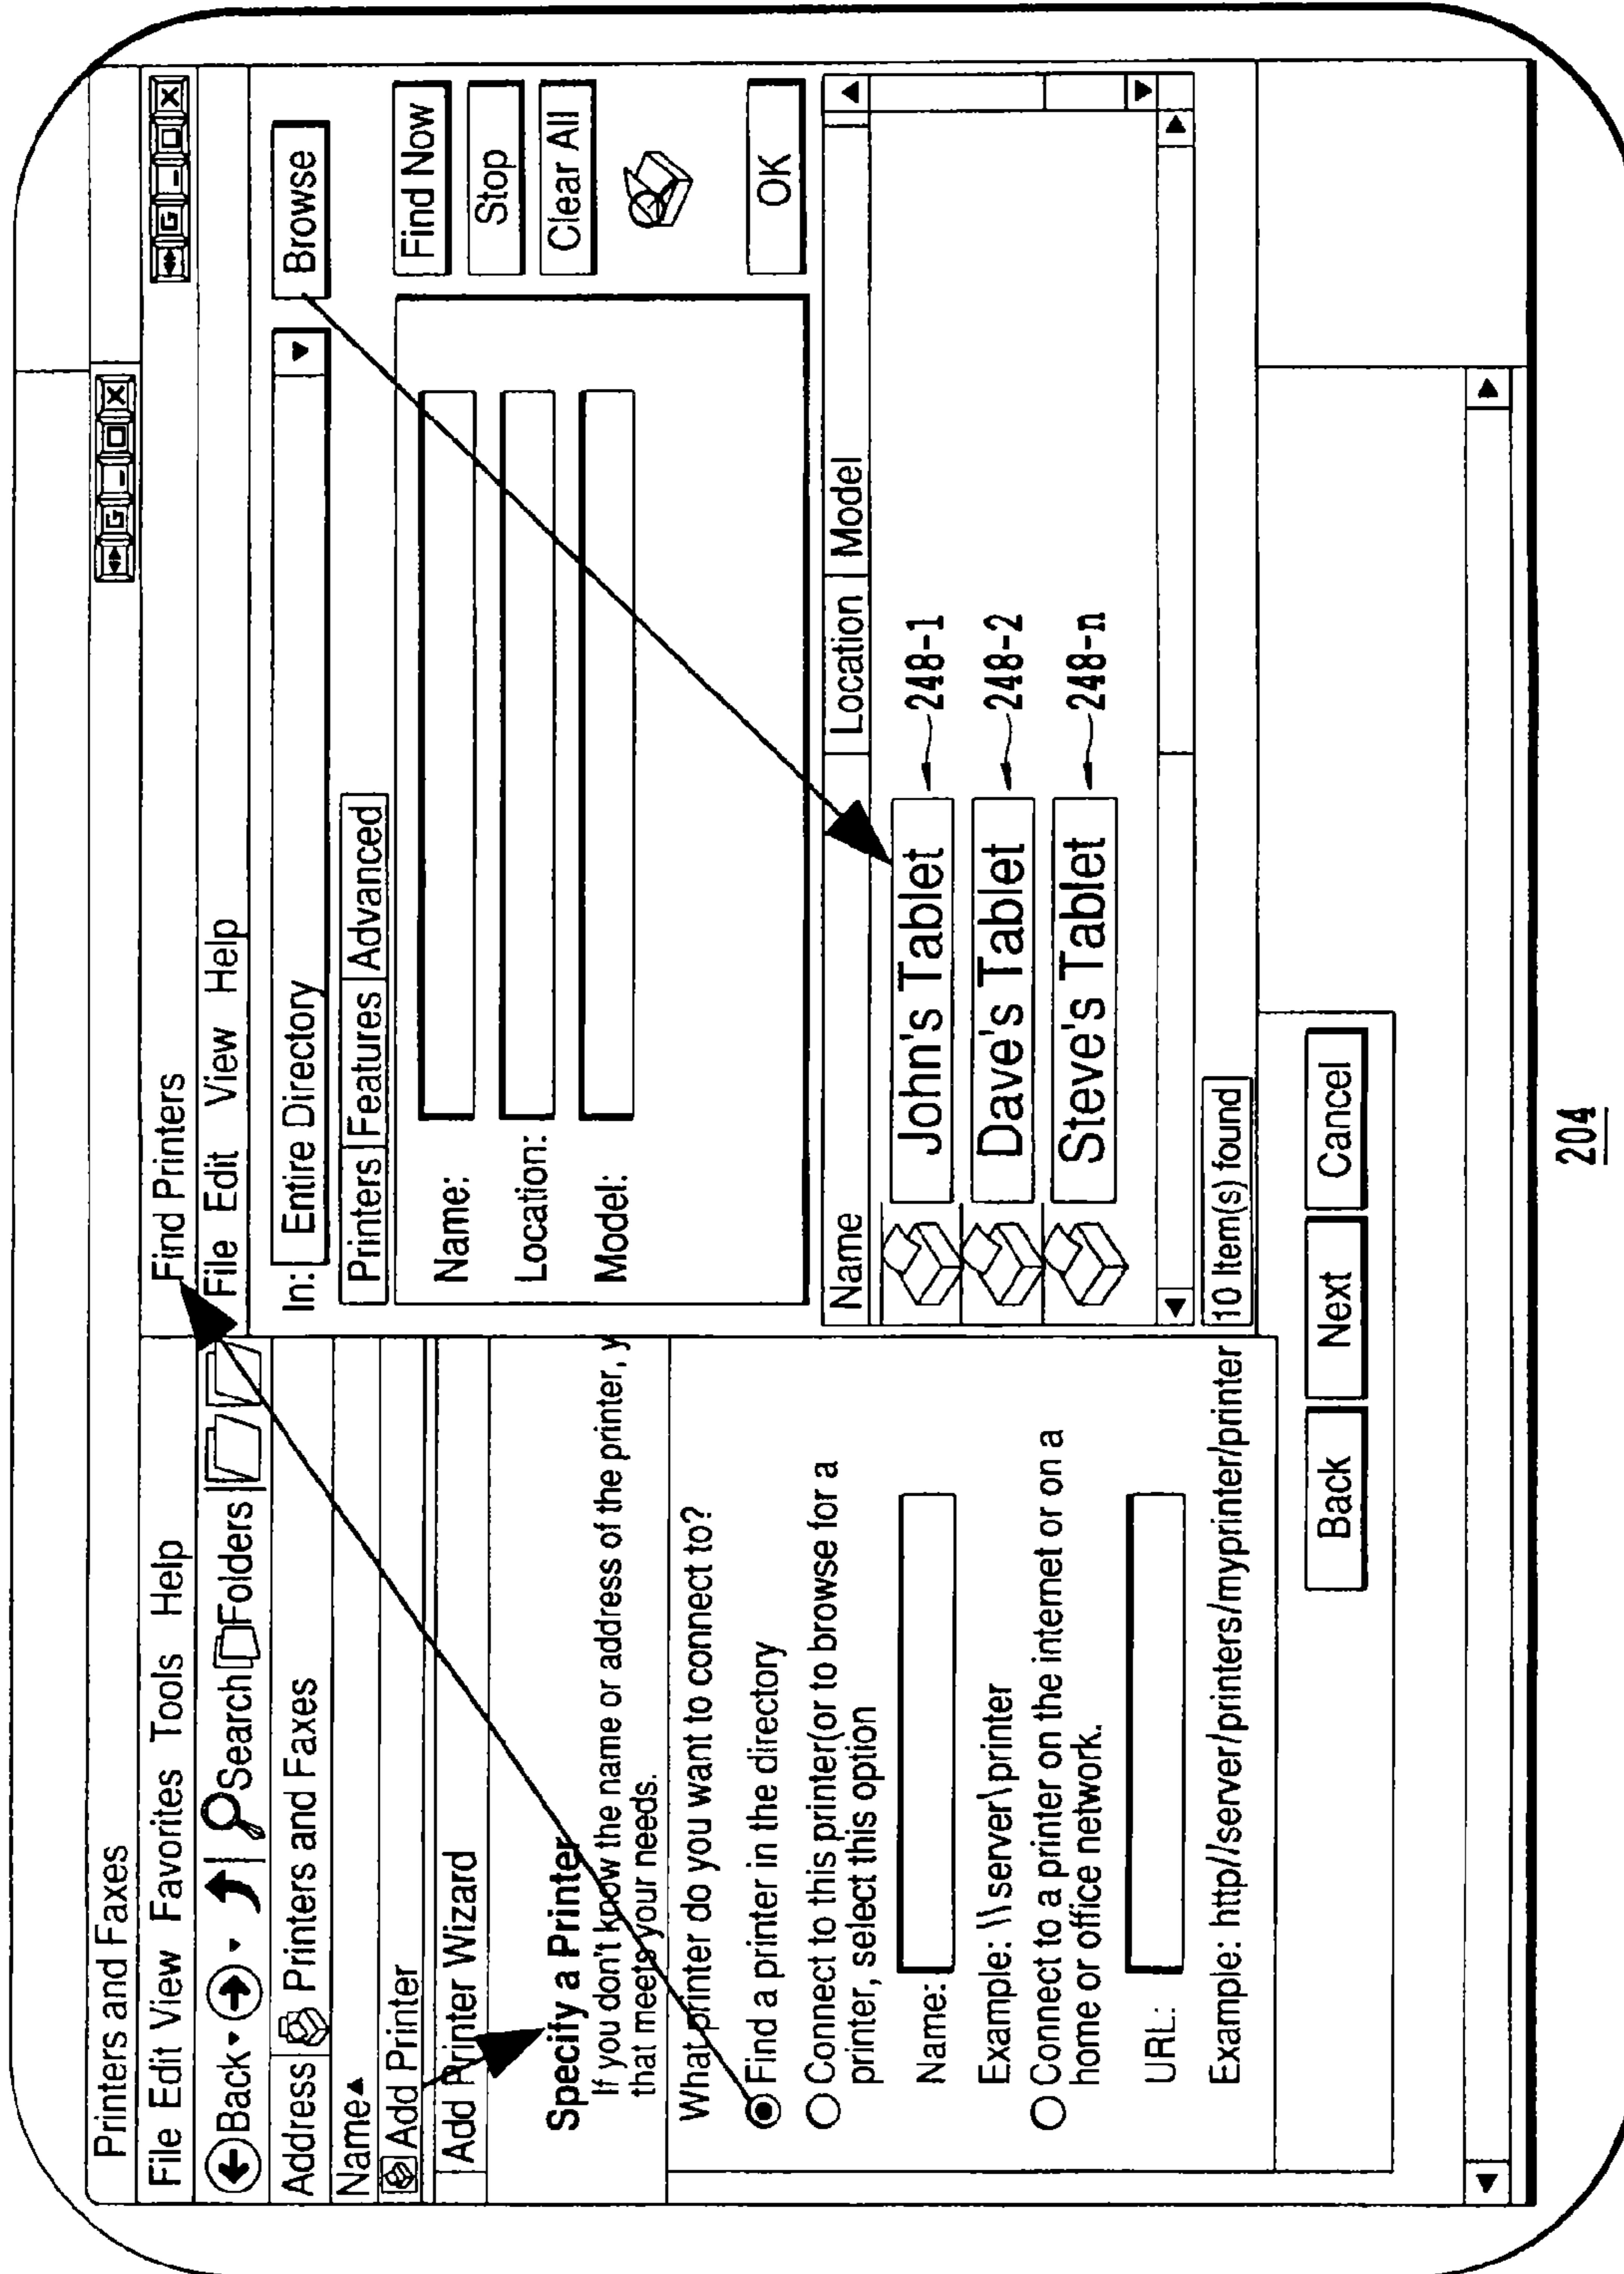 Printers and Faxes
File Edit View Favorites Tools Help
Back Search Folders
Address Printers and Faxes
Name
Add Printer
Add Printer Wizard
Specify a Printer
If you don't know the name or address of the printer, y
that meets your needs.
What printer do you want to connect to?
Find a printer in the directory
Connect to this printer(or to browse for a
printer, select this option
Name:
Example: \\server\printer
Connect to a printer on the internet or on a
home or office network.
URL:
Example: http//server/printers/myprinter/printer
Back Next Cancel
Find Printers
File Edit View Help
In: Entire Directory Browse
Printers Features Advanced
Name:
Location:
Model:
Find Now
Stop
Clear All
OK
Name Location Model
John's Tablet 248-1
Dave's Tablet 248-2
Steve's Tablet 248-n
10 Item(s) found
204